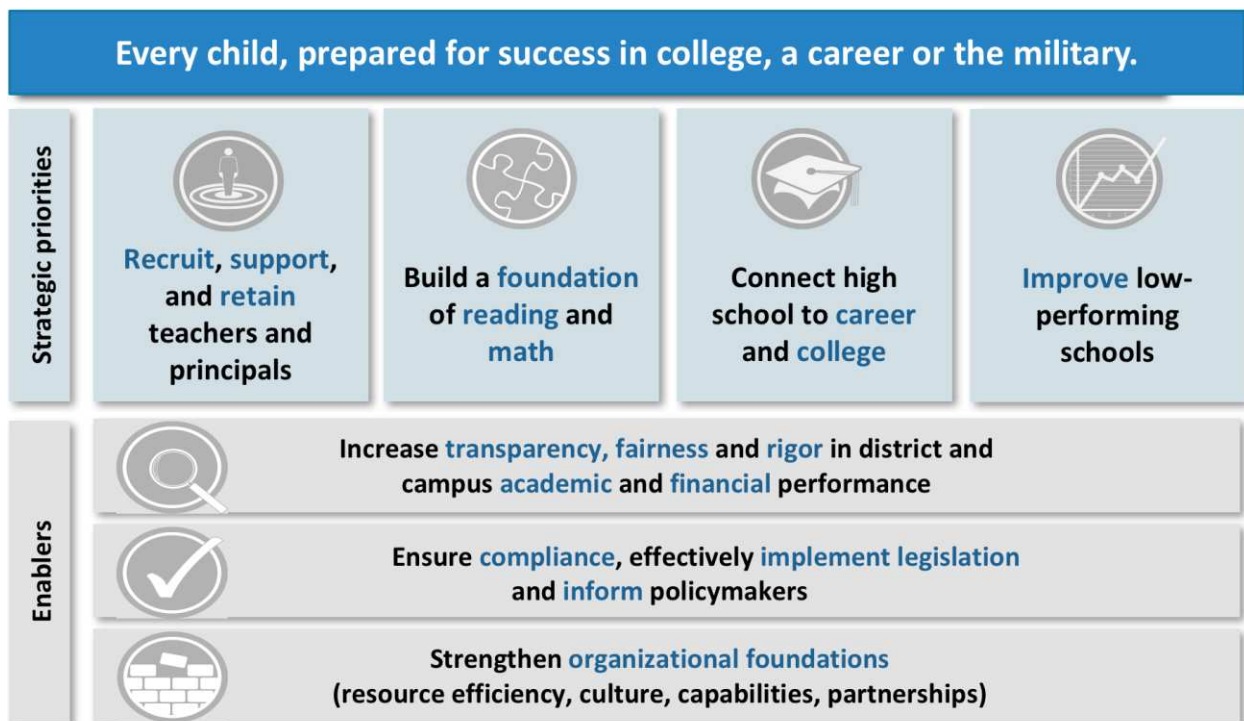 Every child, prepared for success in college, a career or the military.
Strategic priorities
Recruit, support,
and retain
teachers and
principals
Build a foundation
of reading and
math
Connect high
school to career
and college
Improve low-
performing
schools
Enablers
Increase transparency, fairness and rigor in district and
campus academic and financial performance
Ensure compliance, effectively implement legislation
and inform policymakers
Strengthen organizational foundations
(resource efficiency, culture, capabilities, partnerships)